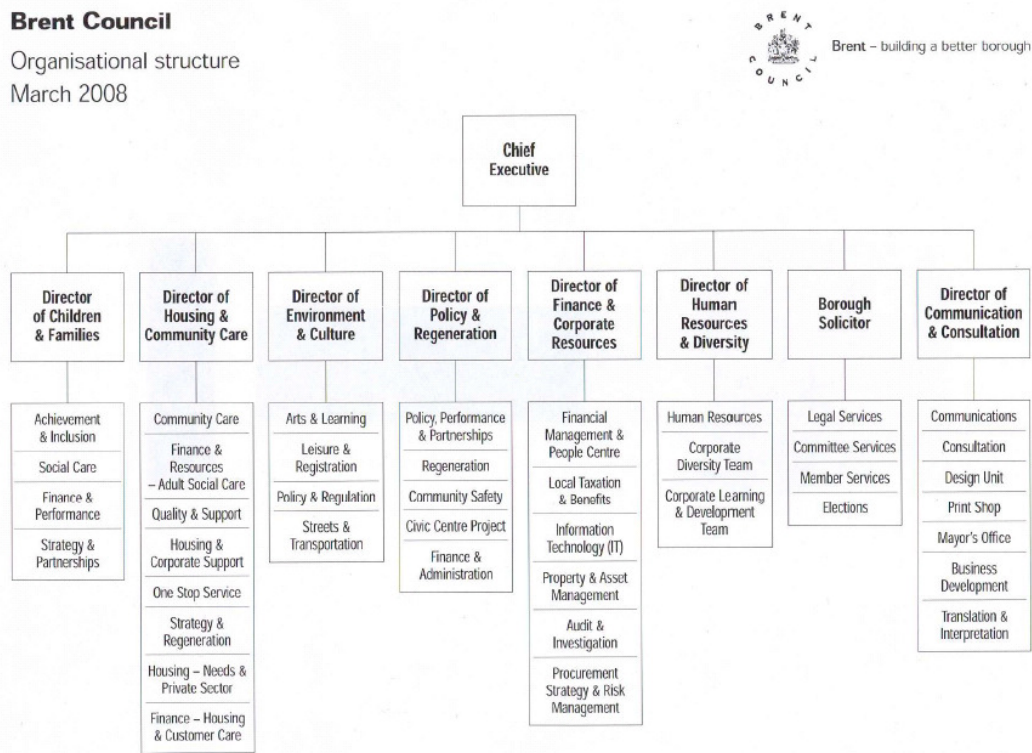 Brent Council
Organisational structure
March 2008
BRENT
COUNCIL
Brent – building a better borough
Chief
Executive
Director
of Children
& Families
Director of
Housing &
Community Care
Director of
Environment
& Culture
Director of
Policy &
Regeneration
Director of
Finance &
Corporate
Resources
Director of
Human
Resources
& Diversity
Borough
Solicitor
Director of
Communication
& Consultation
Achievement
& Inclusion
Social Care
Finance &
Performance
Strategy &
Partnerships
Community Care
Finance &
Resources
– Adult Social Care
Quality & Support
Housing &
Corporate Support
One Stop Service
Strategy &
Regeneration
Housing – Needs &
Private Sector
Finance – Housing
& Customer Care
Arts & Learning
Leisure &
Registration
Policy & Regulation
Streets &
Transportation
Policy, Performance
& Partnerships
Regeneration
Community Safety
Civic Centre Project
Finance &
Administration
Financial
Management &
People Centre
Local Taxation
& Benefits
Information
Technology (IT)
Property & Asset
Management
Audit &
Investigation
Procurement
Strategy & Risk
Management
Human Resources
Corporate
Diversity Team
Corporate Learning
& Development
Team
Legal Services
Committee Services
Member Services
Elections
Communications
Consultation
Design Unit
Print Shop
Mayor's Office
Business
Development
Translation &
Interpretation